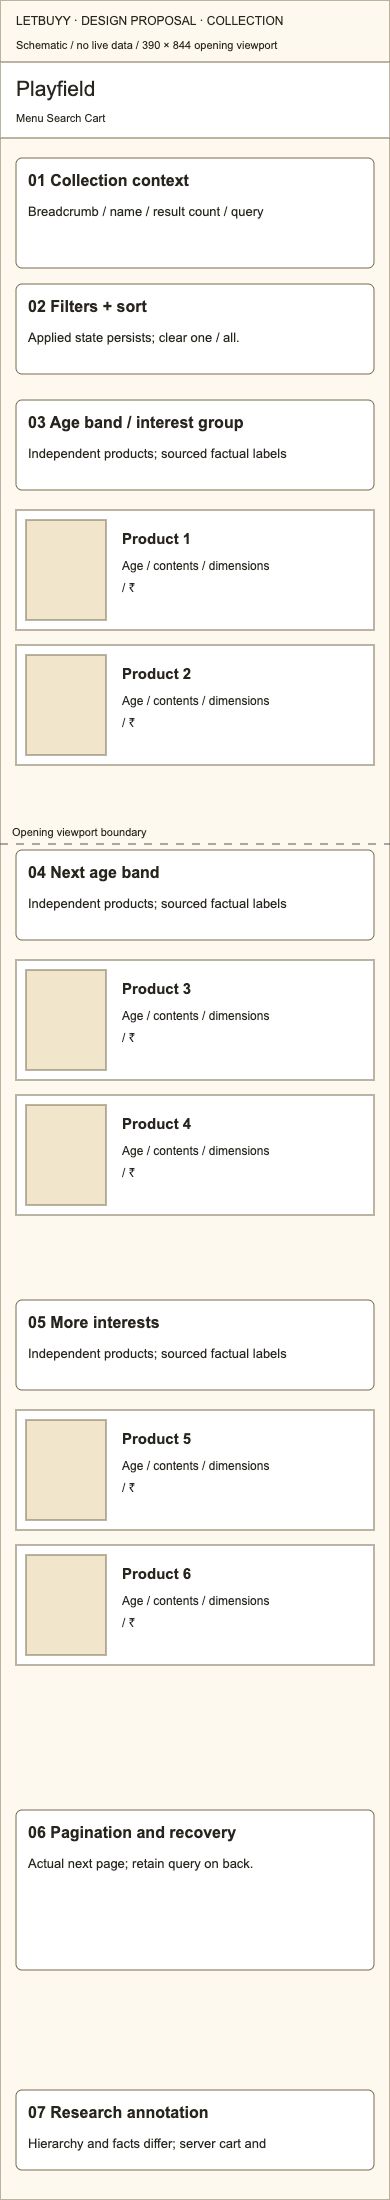 LETBUYY · DESIGN PROPOSAL · COLLECTION
Schematic / no live data / 390 × 844 opening viewport
Playfield
Menu Search Cart
01 Collection context
Breadcrumb / name / result count / query
02 Filters + sort
Applied state persists; clear one / all.
03 Age band / interest group
Independent products; sourced factual labels
Product 1
Age / contents / dimensions
/ ₹
Product 2
Age / contents / dimensions
/ ₹
Opening viewport boundary
04 Next age band
Independent products; sourced factual labels
Product 3
Age / contents / dimensions
/ ₹
Product 4
Age / contents / dimensions
/ ₹
05 More interests
Independent products; sourced factual labels
Product 5
Age / contents / dimensions
/ ₹
Product 6
Age / contents / dimensions
/ ₹
06 Pagination and recovery
Actual next page; retain query on back.
07 Research annotation
Hierarchy and facts differ; server cart and